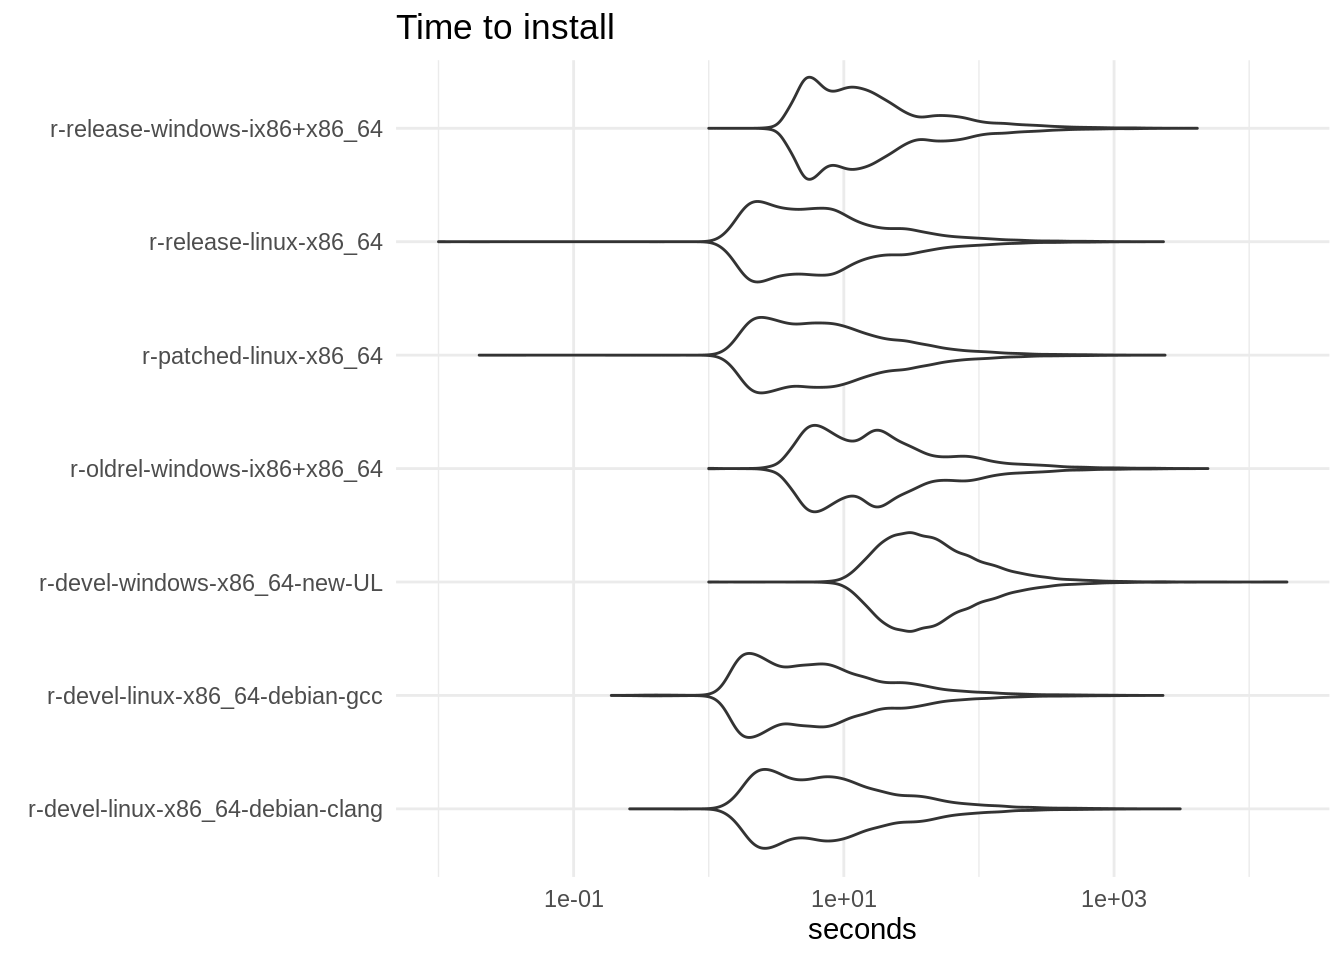 Time to install
r-release-windows-ix86+x86_64
r-release-linux-x86_64
r-patched-linux-x86_64
r-oldrel-windows-ix86+x86_64
r-devel-windows-x86_64-new-UL
r-devel-linux-x86_64-debian-gcc
r-devel-linux-x86_64-debian-clang
1e-01 1e+01 1e+03
seconds